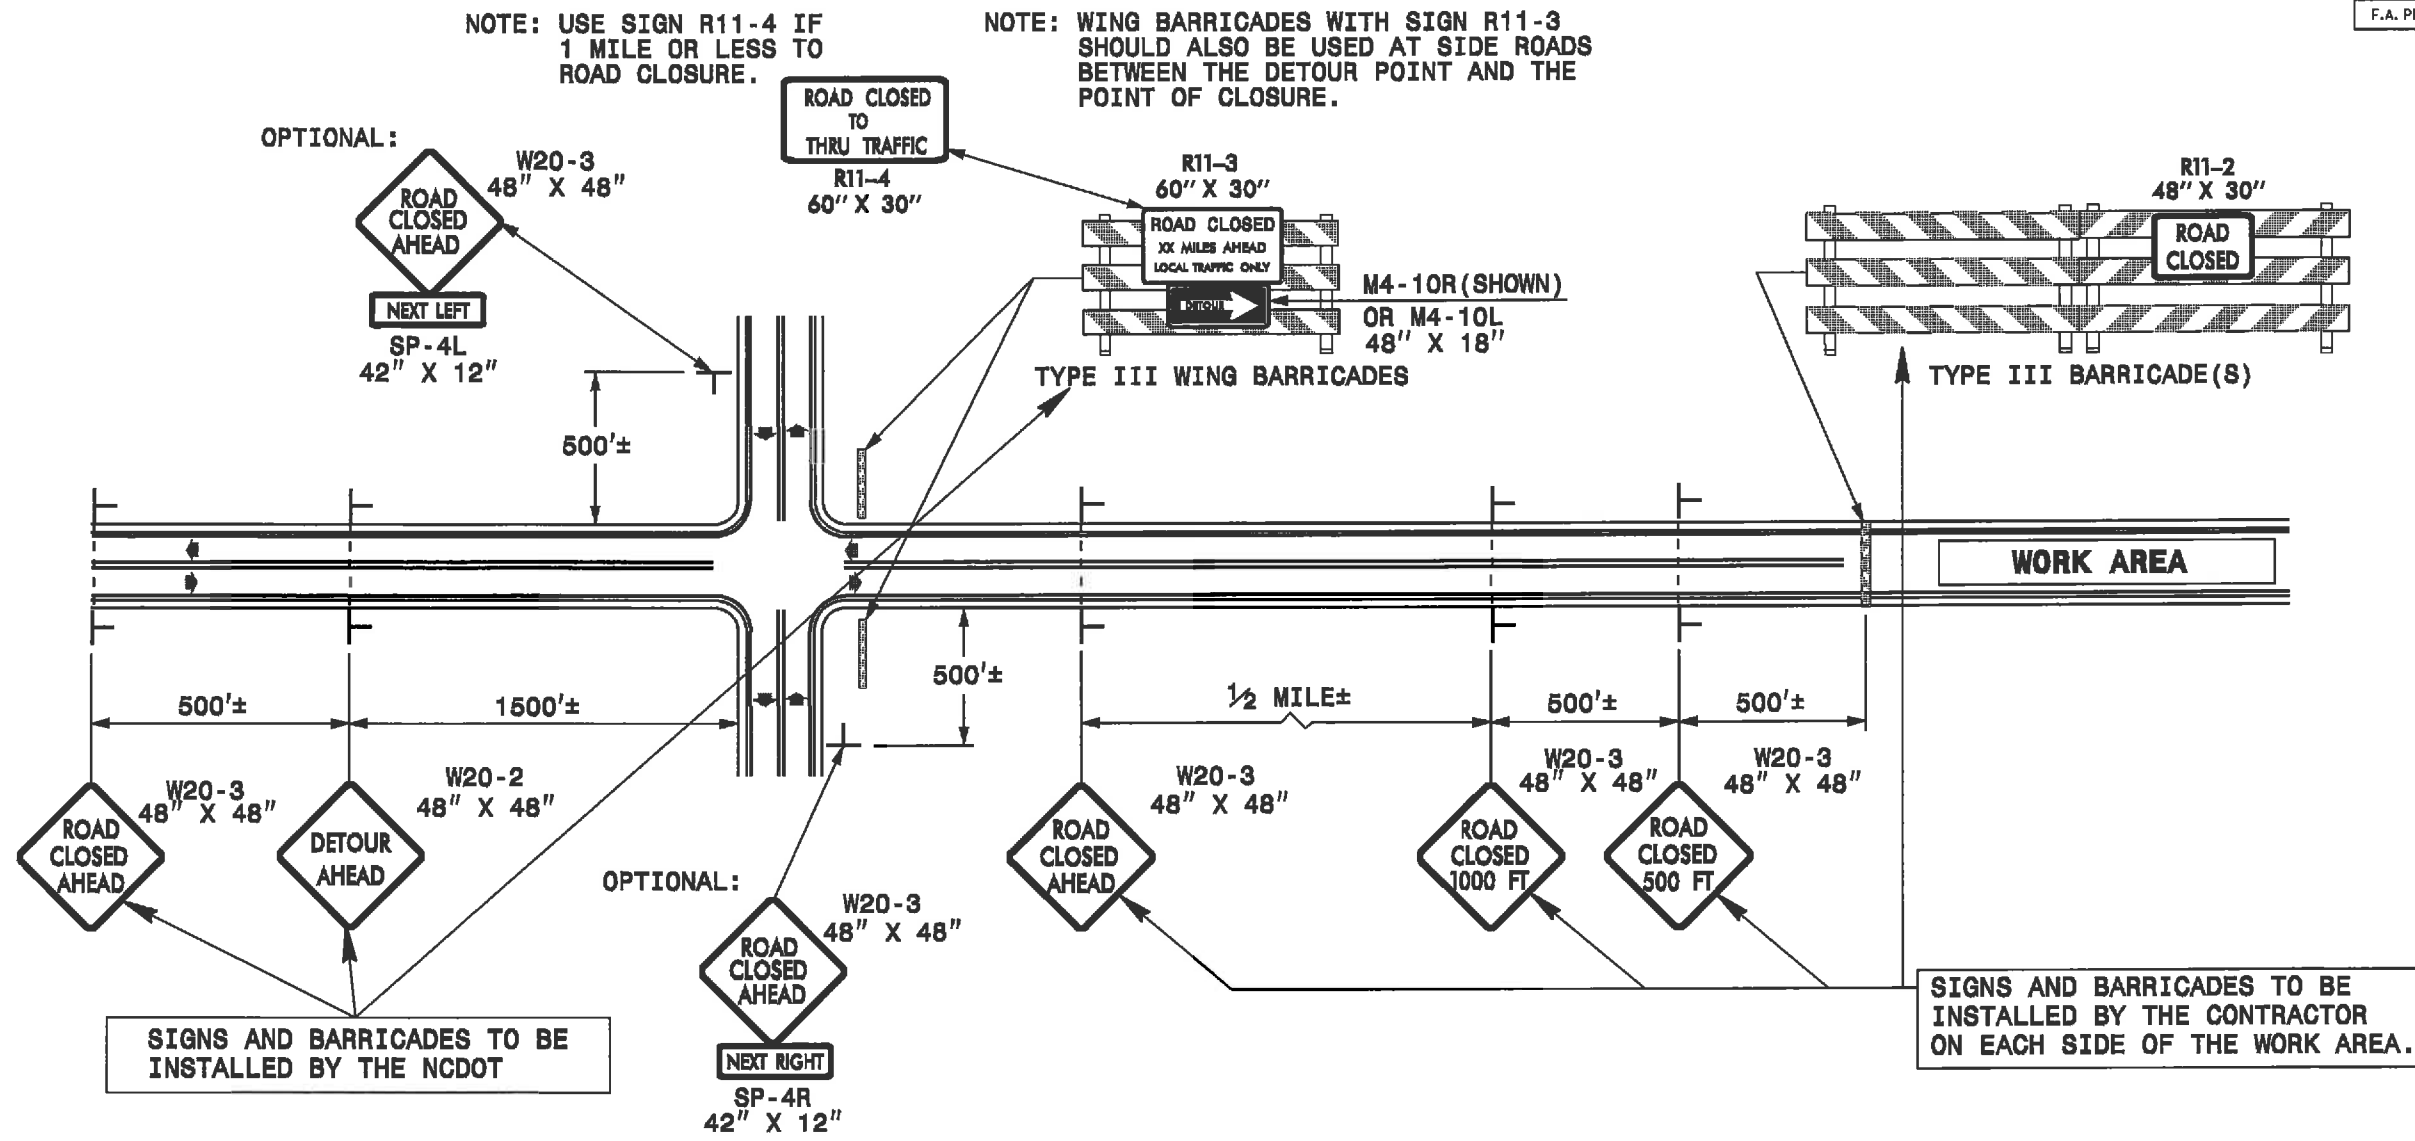 NOTE: USE SIGN R11-4 IF
1 MILE OR LESS TO
ROAD CLOSURE.
NOTE: WING BARRICADES WITH SIGN R11-3
SHOULD ALSO BE USED AT SIDE ROADS
BETWEEN THE DETOUR POINT AND THE
POINT OF CLOSURE.
F.A. P
ROAD CLOSED
TO
THRU TRAFFIC
R11-4
60" X 30"
OPTIONAL:
W20-3
48" X 48"
ROAD
CLOSED
AHEAD
NEXT LEFT
SP-4L
42" X 12"
R11-3
60" X 30"
ROAD CLOSED
XX MILES AHEAD
LOCAL TRAFFIC ONLY
DETOUR
M4-10R(SHOWN)
OR M4-10L
48" X 18"
TYPE III WING BARRICADES
R11-2
48" X 30"
ROAD
CLOSED
TYPE III BARRICADE(S)
500'±
WORK AREA
500'±
500'±
1500'±
½ MILE±
500'±
500'±
W20-3
48" X 48"
ROAD
CLOSED
AHEAD
W20-2
48" X 48"
DETOUR
AHEAD
OPTIONAL:
W20-3
48" X 48"
ROAD
CLOSED
AHEAD
NEXT RIGHT
SP-4R
42" X 12"
W20-3
48" X 48"
ROAD
CLOSED
AHEAD
W20-3
48" X 48"
ROAD
CLOSED
1000 FT
W20-3
48" X 48"
ROAD
CLOSED
500 FT
SIGNS AND BARRICADES TO BE
INSTALLED BY THE NCDOT
SIGNS AND BARRICADES TO BE
INSTALLED BY THE CONTRACTOR
ON EACH SIDE OF THE WORK AREA.